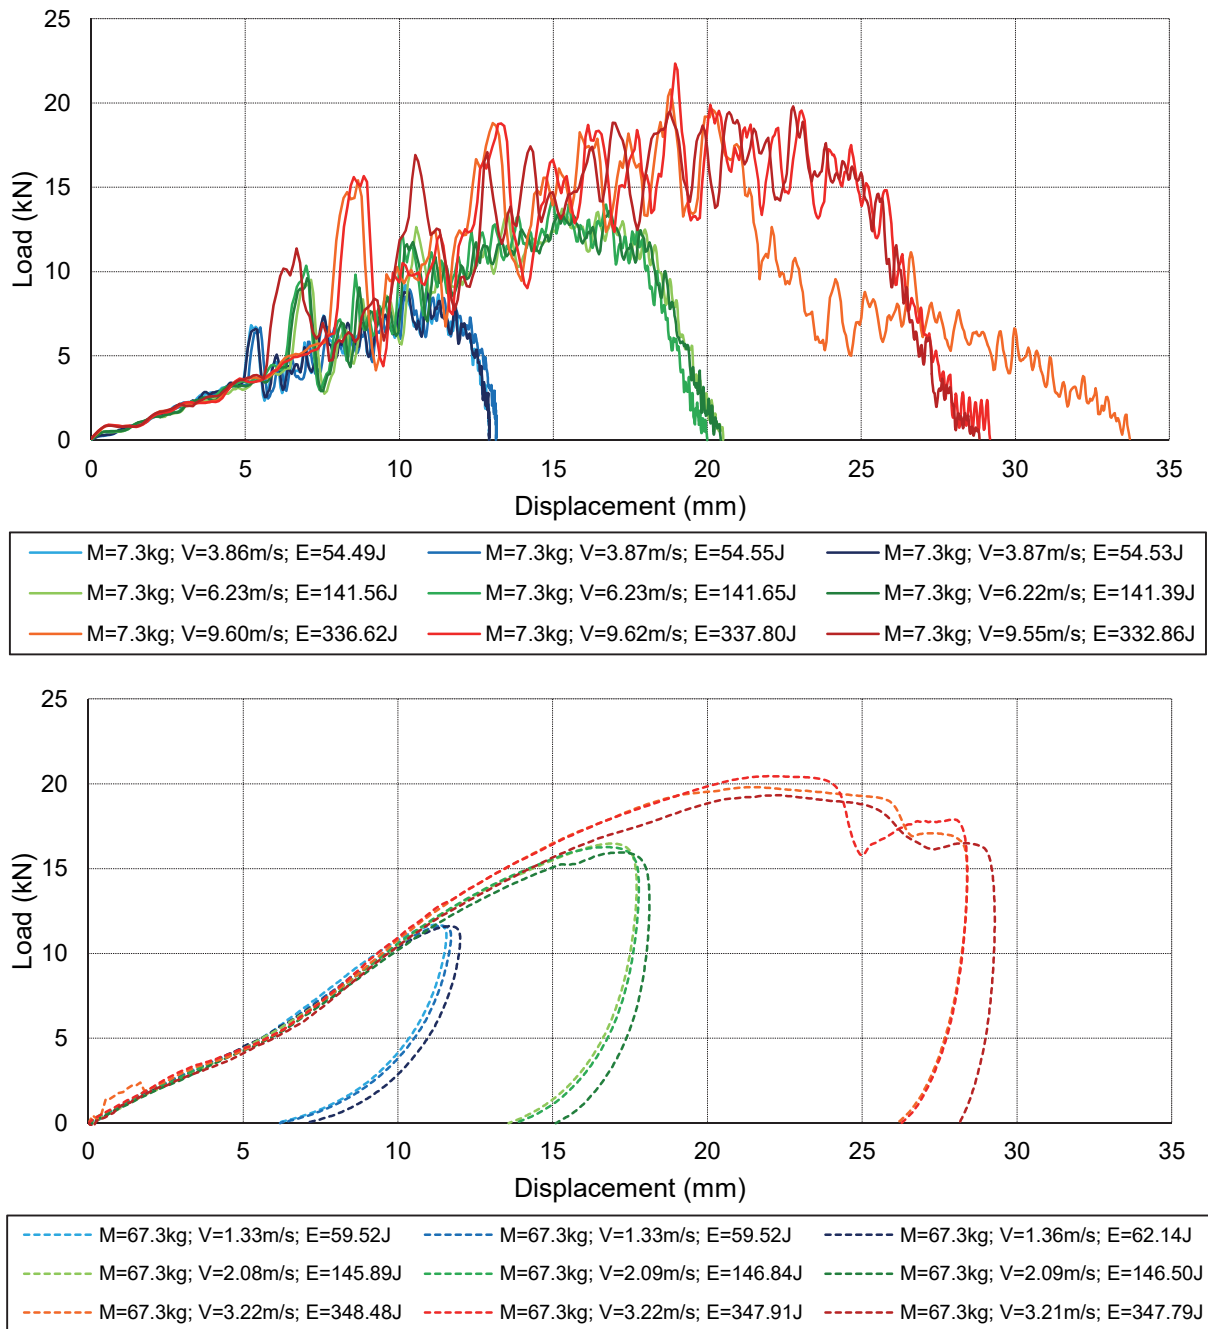 25
20
15
10
5
0
Load (kN)
0 5 10 15 20 25 30 35
Displacement (mm)
M=7.3kg; V=3.86m/s; E=54.49J M=7.3kg; V=3.87m/s; E=54.55J M=7.3kg; V=3.87m/s; E=54.53J
M=7.3kg; V=6.23m/s; E=141.56J M=7.3kg; V=6.23m/s; E=141.65J M=7.3kg; V=6.22m/s; E=141.39J
M=7.3kg; V=9.60m/s; E=336.62J M=7.3kg; V=9.62m/s; E=337.80J M=7.3kg; V=9.55m/s; E=332.86J
25
20
15
10
5
0
Load (kN)
0 5 10 15 20 25 30 35
Displacement (mm)
M=67.3kg; V=1.33m/s; E=59.52J M=67.3kg; V=1.33m/s; E=59.52J M=67.3kg; V=1.36m/s; E=62.14J
M=67.3kg; V=2.08m/s; E=145.89J M=67.3kg; V=2.09m/s; E=146.84J M=67.3kg; V=2.09m/s; E=146.50J
M=67.3kg; V=3.22m/s; E=348.48J M=67.3kg; V=3.22m/s; E=347.91J M=67.3kg; V=3.21m/s; E=347.79J